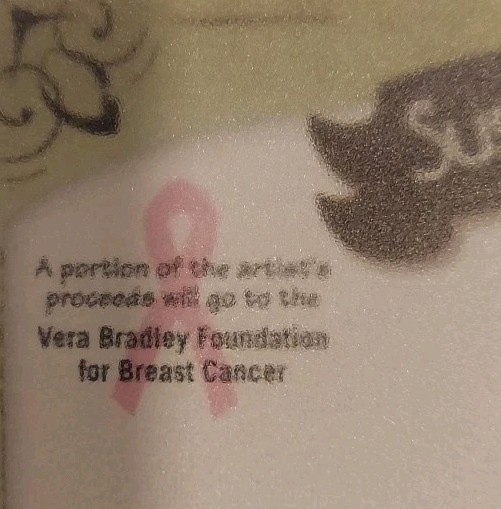 A portion of the artist's
proceeds will go to the
Vera Bradley Foundation
for Breast Cancer